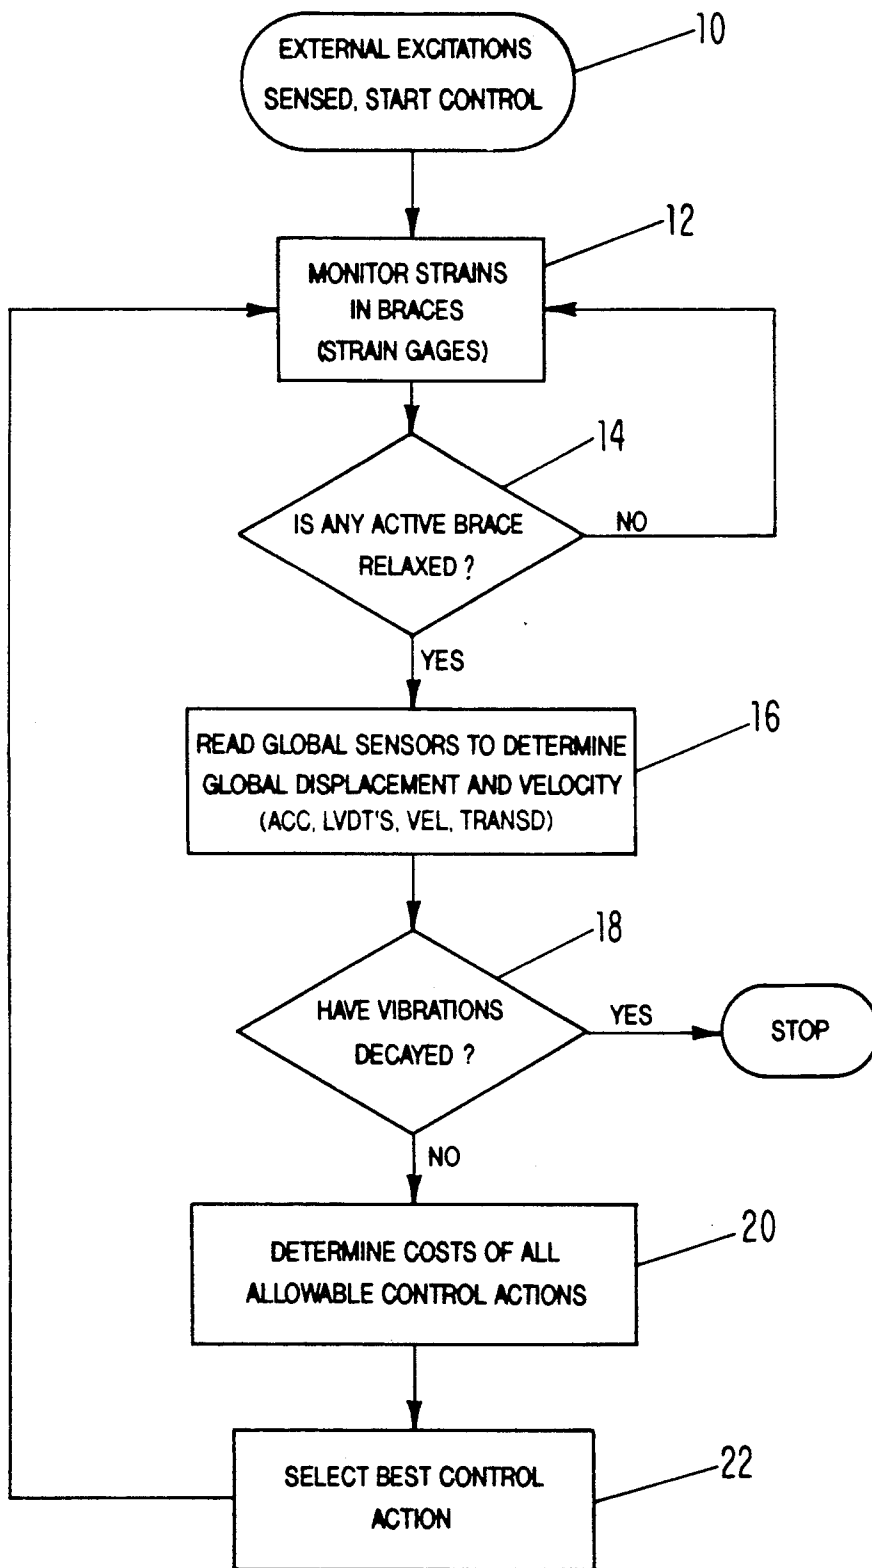 EXTERNAL EXCITATIONS
SENSED, START CONTROL
10
MONITOR STRAINS
IN BRACES
(STRAIN GAGES)
12
IS ANY ACTIVE BRACE
RELAXED ?
14
NO
YES
READ GLOBAL SENSORS TO DETERMINE
GLOBAL DISPLACEMENT AND VELOCITY
(ACC, LVDT'S, VEL, TRANSD)
16
HAVE VIBRATIONS
DECAYED ?
18
YES
STOP
NO
DETERMINE COSTS OF ALL
ALLOWABLE CONTROL ACTIONS
20
SELECT BEST CONTROL
ACTION
22